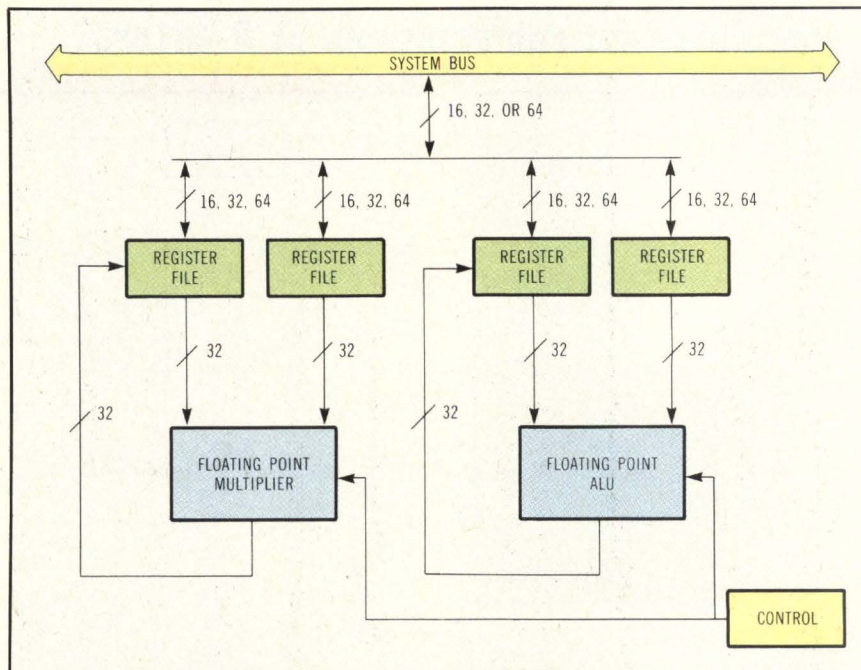 SYSTEM BUS
16, 32, OR 64
16, 32, 64
16, 32, 64
16, 32, 64
16, 32, 64
REGISTER
FILE
REGISTER
FILE
REGISTER
FILE
REGISTER
FILE
32
32
32
32
32
32
FLOATING POINT
MULTIPLIER
FLOATING POINT
ALU
CONTROL